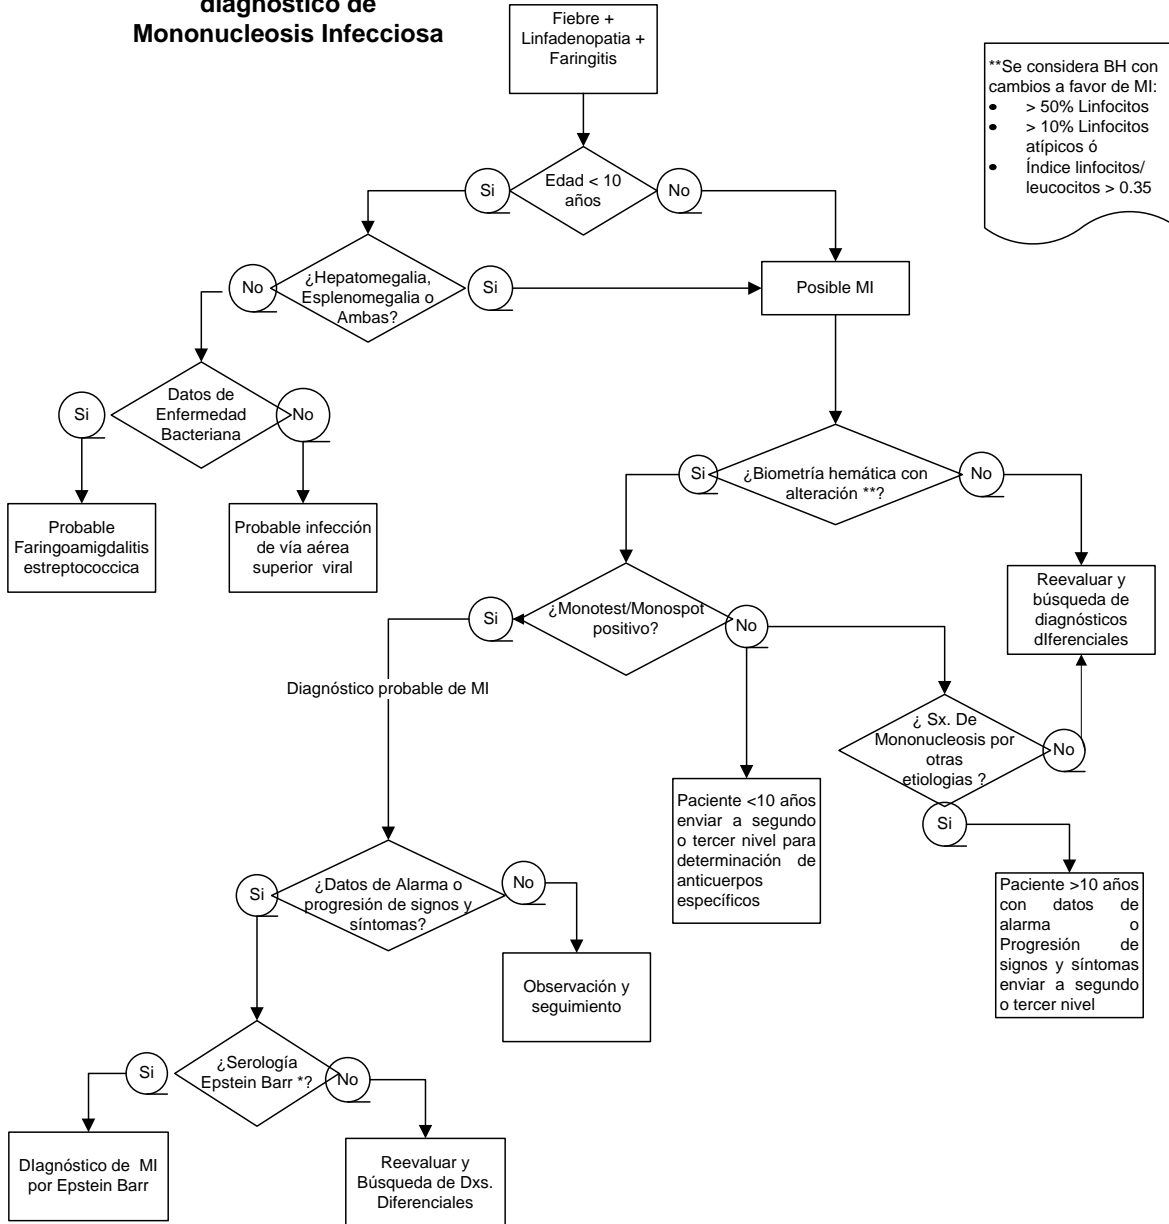 diagnóstico de
Mononucleosis Infecciosa
Fiebre +
Linfadenopatia +
Faringitis
**Se considera BH con
cambios a favor de MI:
• > 50% Linfocitos
• > 10% Linfocitos
atípicos ó
• Índice linfocitos/
leucocitos > 0.35
Si
Edad < 10
años
No
No
¿Hepatomegalia,
Esplenomegalia o
Ambas?
Si
Posible MI
Si
Datos de
Enfermedad
Bacteriana
No
Si
¿Biometría hemática con
alteración **?
No
Probable
Faringoamigdalitis
estreptococcica
Probable infección
de vía aérea
superior viral
Reevaluar y
búsqueda de
diagnósticos
dIferenciales
Si
¿Monotest/Monospot
positivo?
No
Diagnóstico probable de MI
¿ Sx. De
Mononucleosis por
otras
etiologias ?
No
Si
Paciente <10 años
enviar a segundo
o tercer nivel para
determinación de
anticuerpos
específicos
Paciente >10 años
con datos de
alarma o
Progresión de
signos y síntomas
enviar a segundo
o tercer nivel
Si
¿Datos de Alarma o
progresión de signos y
síntomas?
No
Observación y
seguimiento
Si
¿Serología
Epstein Barr *?
No
DIagnóstico de MI
por Epstein Barr
Reevaluar y
Búsqueda de Dxs.
Diferenciales